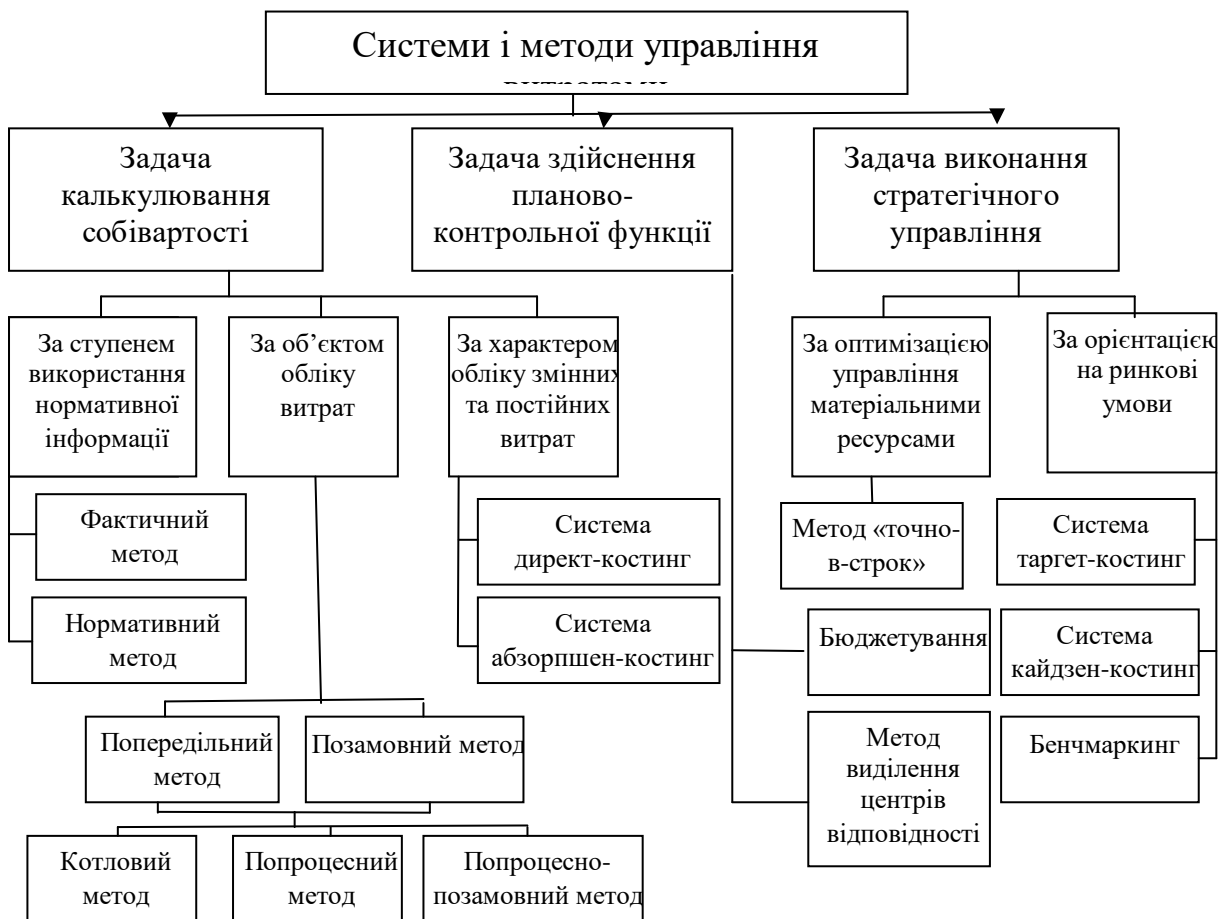 Системи і методи управління
витратами
Задача
калькулювання
собівартості
Задача здійснення
планово-
контрольної функції
Задача виконання
стратегічного
управління
За ступенем
використання
нормативної
інформації
За об’єктом
обліку
витрат
За характером
обліку змінних
та постійних
витрат
За оптимізацією
управління
матеріальними
ресурсами
За орієнтацією
на ринкові
умови
Фактичний
метод
Нормативний
метод
Система
директ-костинг
Система
абзорпшен-костинг
Метод «точно-
в-строк»
Система
таргет-костинг
Бюджетування
Система
кайдзен-костинг
Попередільний
метод
Позамовний метод
Метод
виділення
центрів
відповідності
Бенчмаркинг
Котловий
метод
Попроцесний
метод
Попроцесно-
позамовний метод